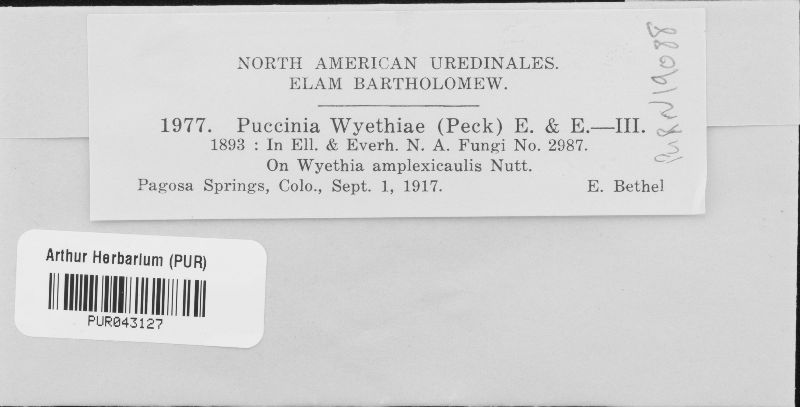 NORTH AMERICAN UREDINALES.
ELAM BARTHOLOMEW.
1977. Puccinia Wyethiae (Peck) E. & E.—III.
1893 : In Ell. & Everh. N. A. Fungi No. 2987.
On Wyethia amplexicaulis Nutt.
Pagosa Springs, Colo., Sept. 1, 1917. E. Bethel
PUR N19088
Arthur Herbarium (PUR)
PUR043127